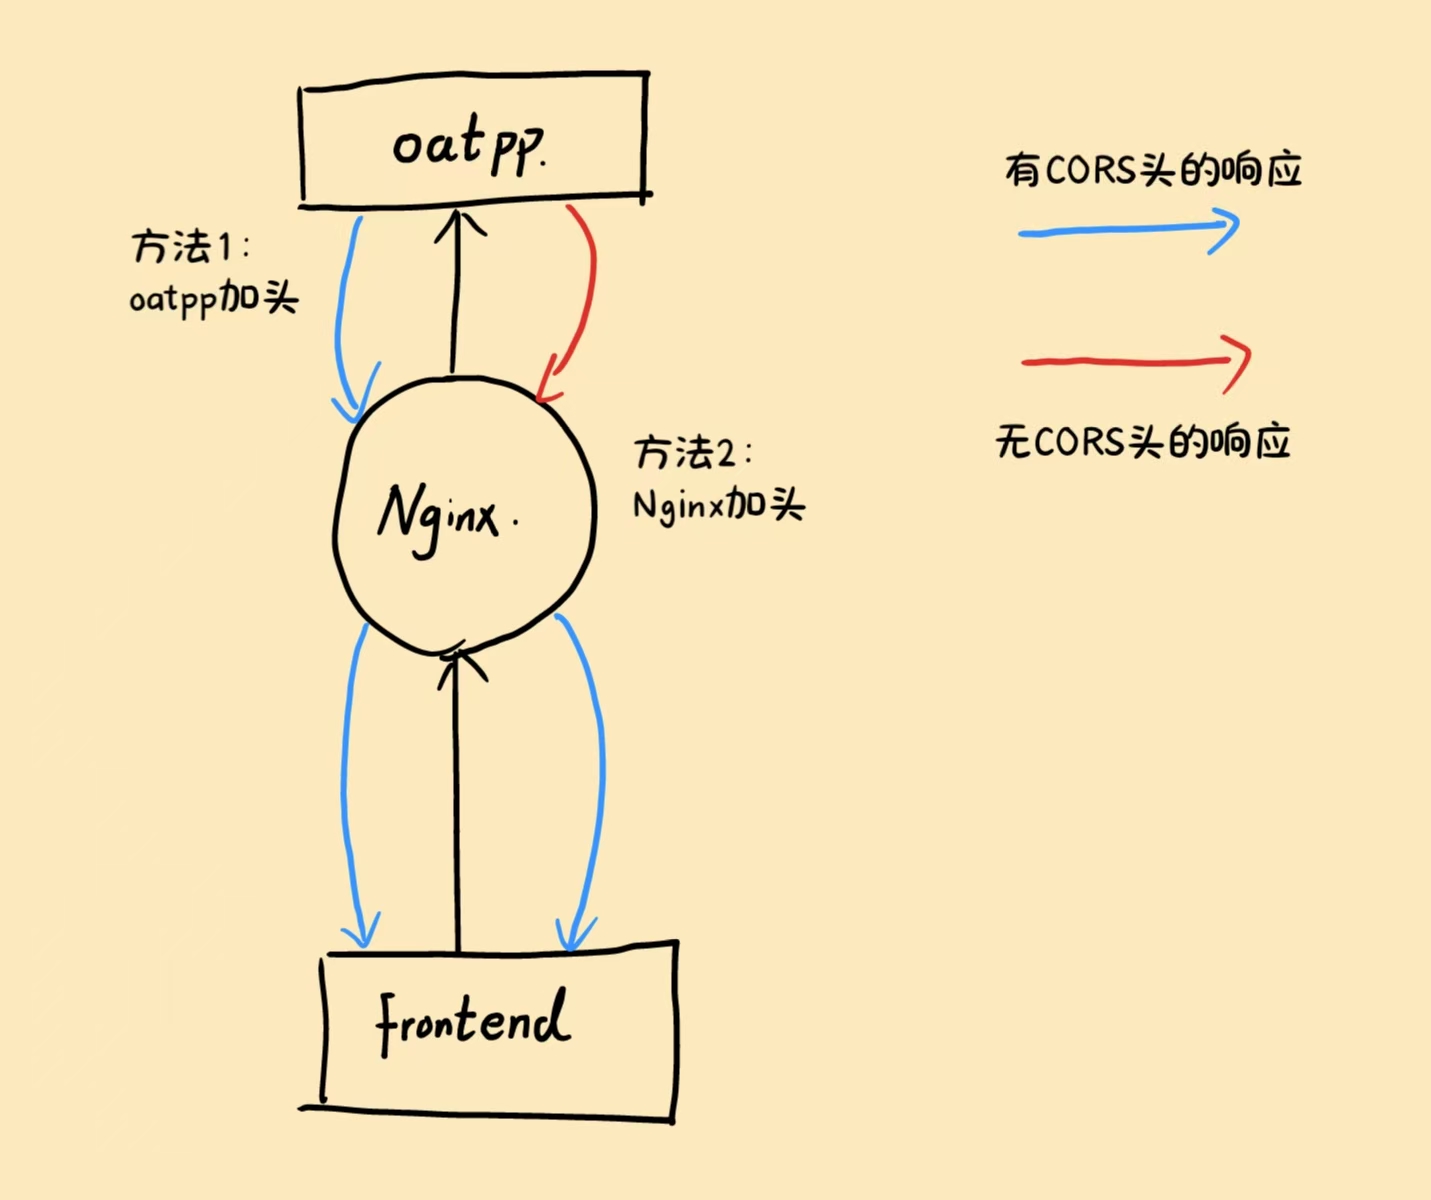 oatpp.
有CORS头的响应
方法1:
oatpp加头
方法2:
Nginx加头
无CORS头的响应
Nginx.
frontend